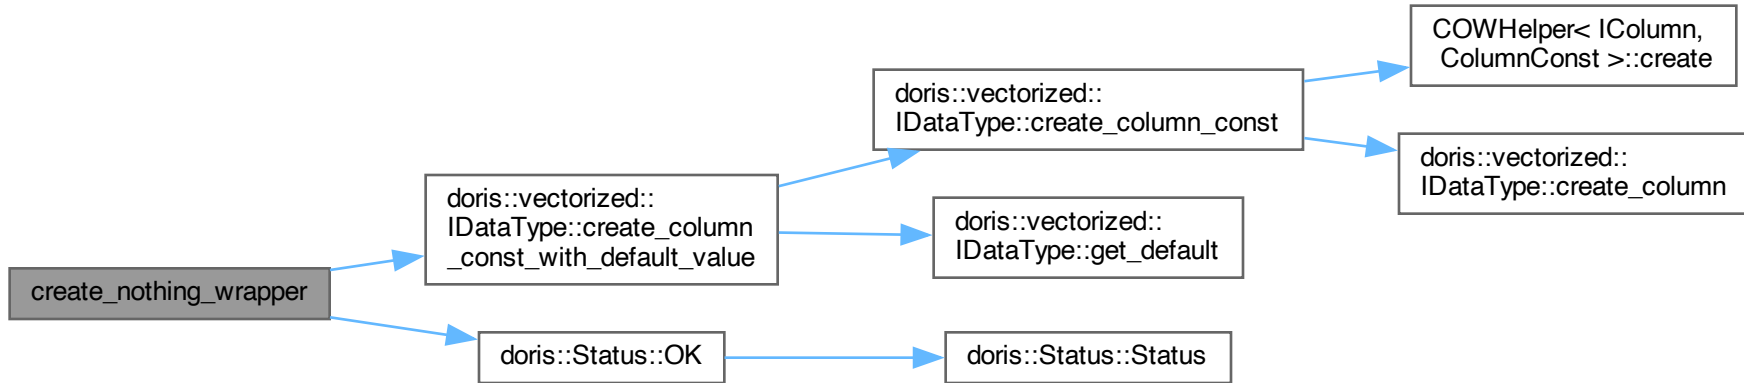 COWHelper< IColumn,
ColumnConst >::create
doris::vectorized::
IDataType::create_column_const
doris::vectorized::
IDataType::create_column
doris::vectorized::
IDataType::create_column
_const_with_default_value
doris::vectorized::
IDataType::get_default
create_nothing_wrapper
doris::Status::OK
doris::Status::Status